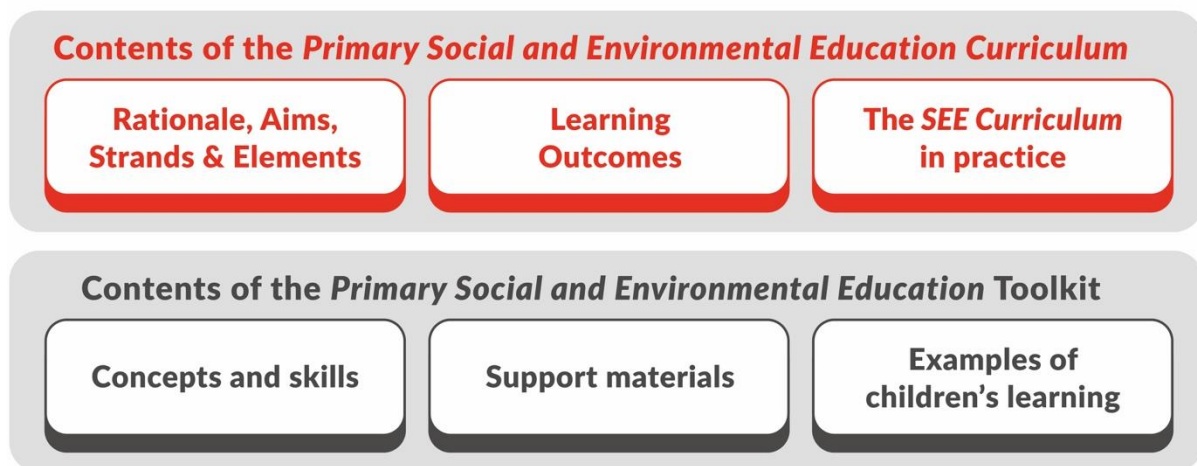 Contents of the Primary Social and Environmental Education Curriculum
Rationale, Aims,
Strands & Elements
Learning
Outcomes
The SEE Curriculum
in practice
Contents of the Primary Social and Environmental Education Toolkit
Concepts and skills
Support materials
Examples of
children’s learning